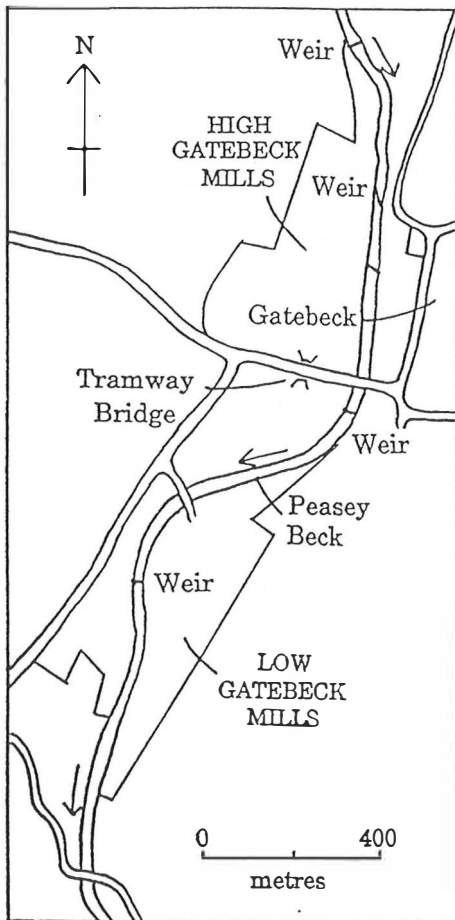 N
Weir
HIGH
GATEBECK
MILLS
Weir
Gatebeck
Tramway
Bridge
Weir
Peasey
Beck
Weir
LOW
GATEBECK
MILLS
0 400
metres